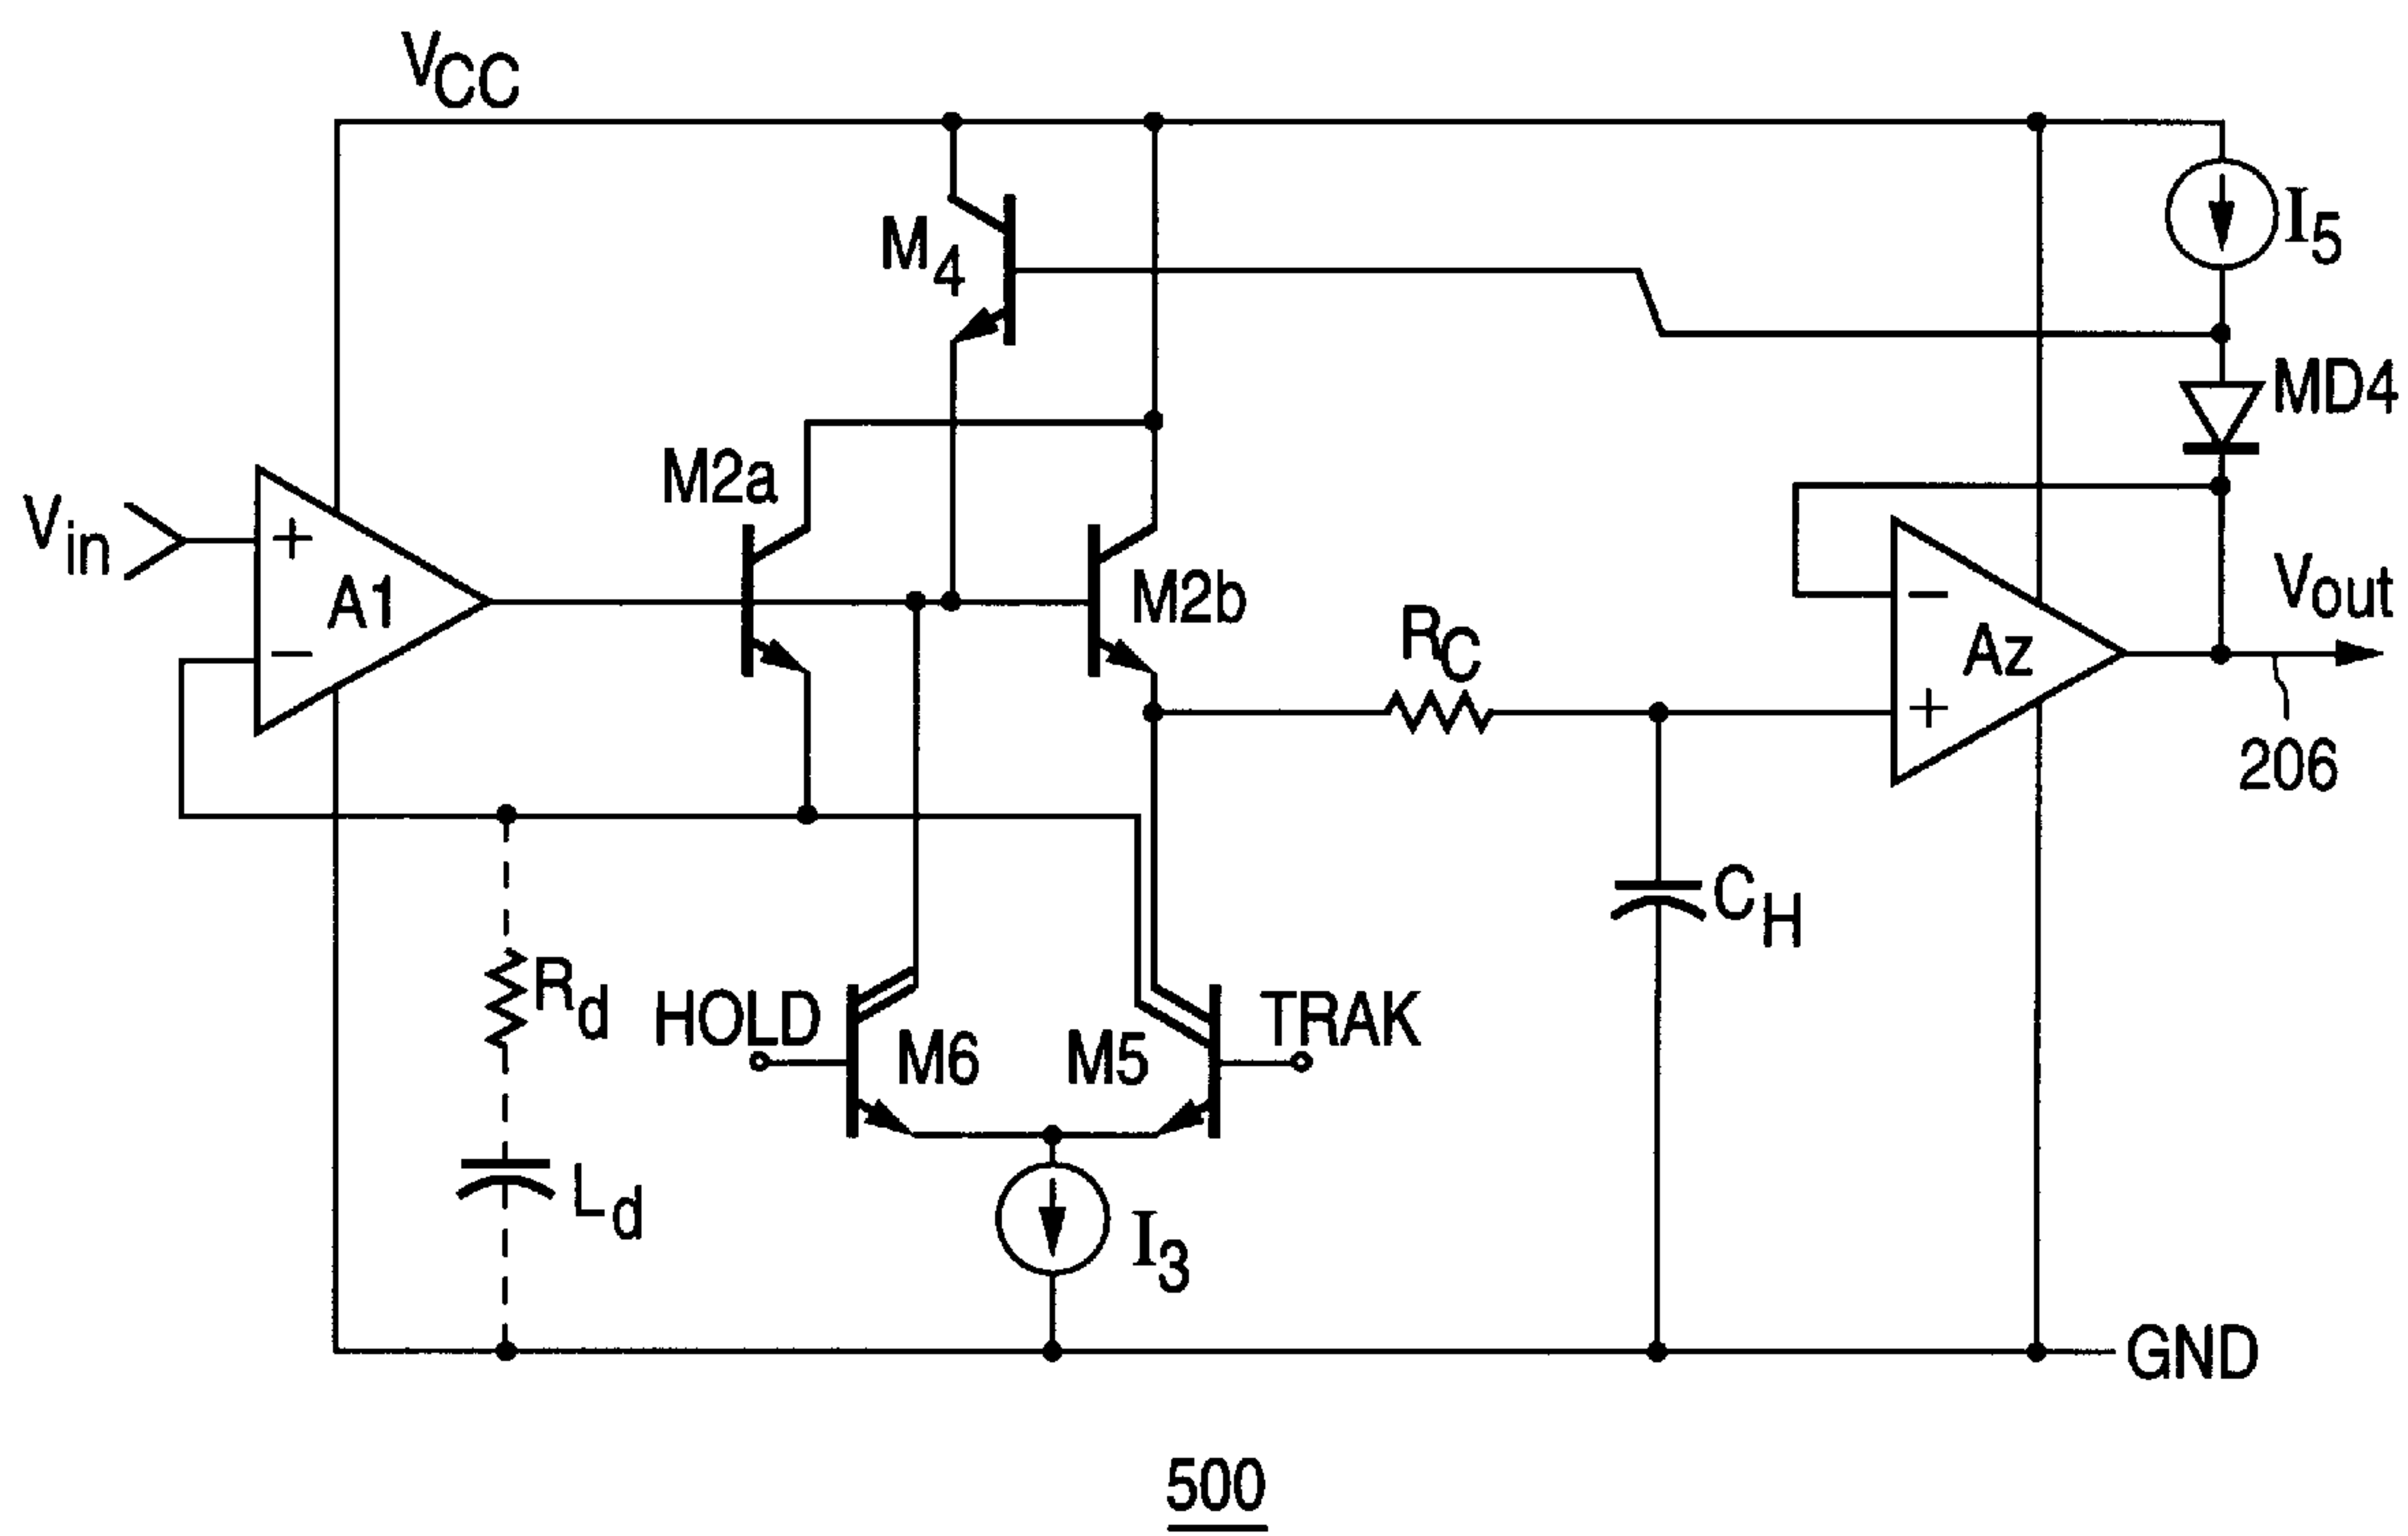 VCC
M4
I5
MD4
M2a
Vin
+
A1
−
M2b
RC
−
Az
+
Vout
206
CH
Rd
HOLD
M6
M5
TRAK
Ld
I3
GND
500